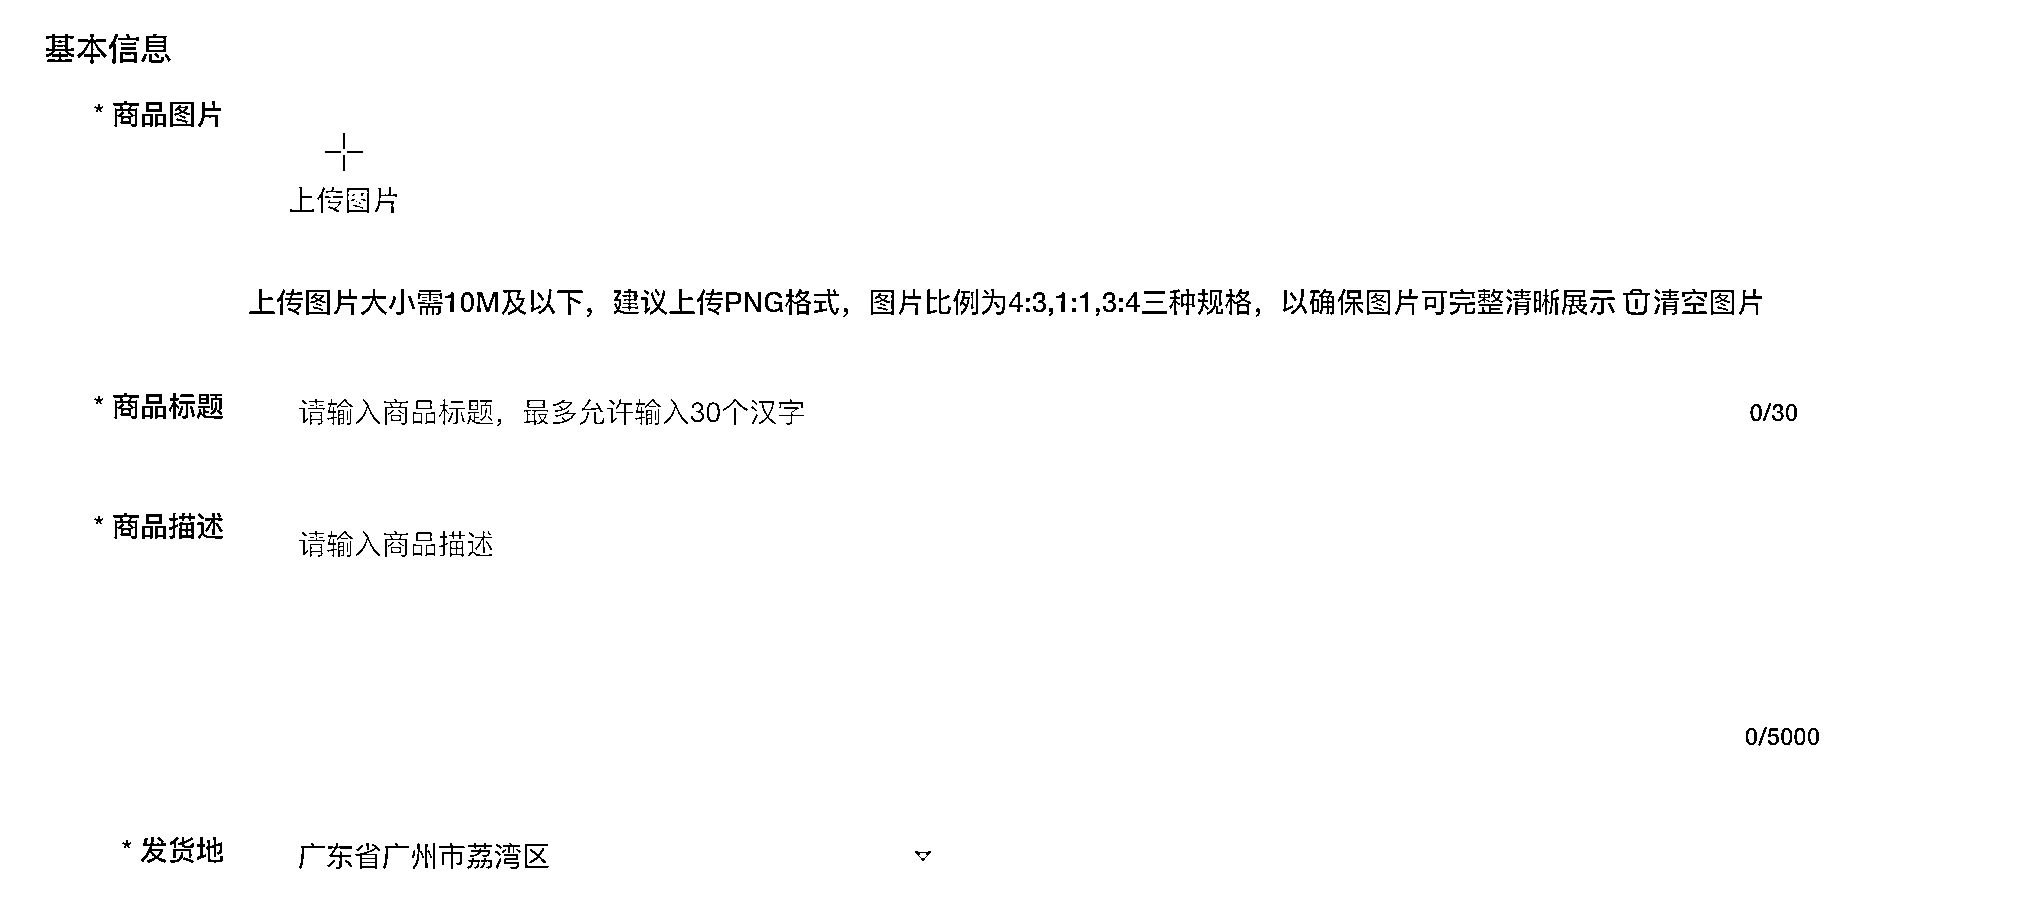 基本信息
* 商品图片
上传图片
上传图片大小需10M及以下，建议上传PNG格式，图片比例为4:3,1:1,3:4三种规格，以确保图片可完整清晰展示 清空图片
* 商品标题 请输入商品标题，最多允许输入30个汉字 0/30
* 商品描述
请输入商品描述
0/5000
* 发货地 广东省广州市荔湾区